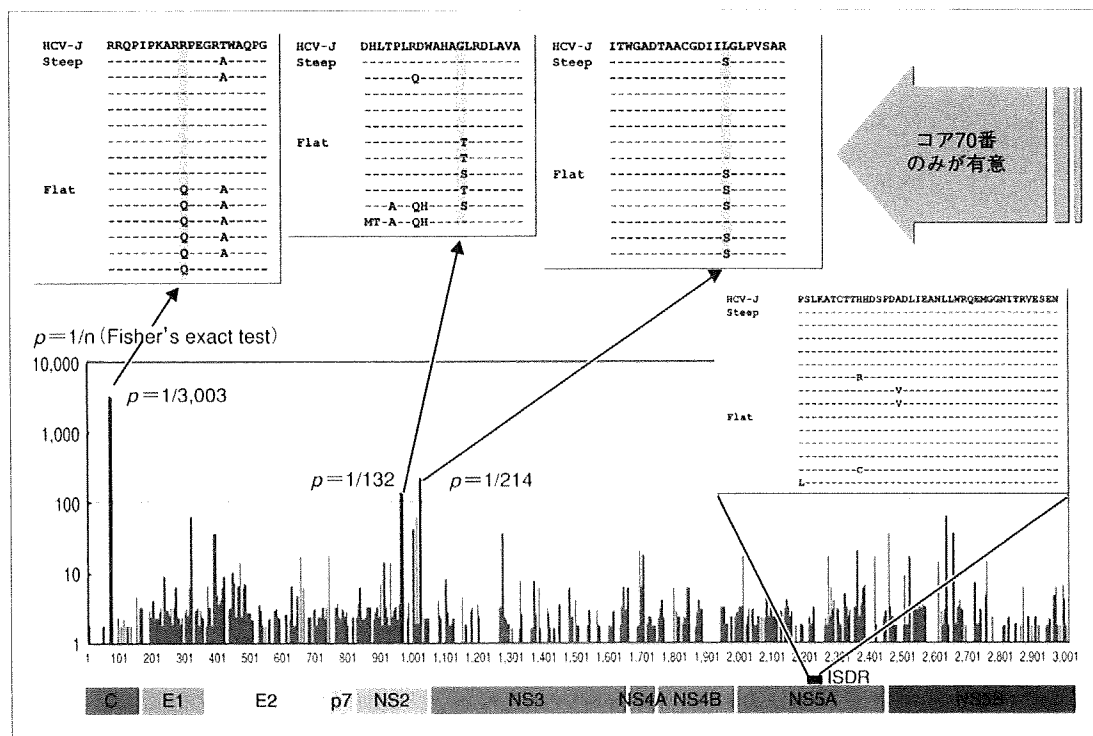 HCV-J RRQPIPKARRPEGRTWAQPG
Steep --------------A-----
--------------A-----
--------------------
--------------------
--------------------
--------------------
--------------------
--------------------
Flat ---------Q----A-----
---------Q----A-----
---------Q----A-----
---------Q----A-----
---------Q----A-----
---------Q----------
HCV-J DHLTPLRDWAHAGLRDLAVA
Steep --------------------
------Q-------------
--------------------
--------------------
--------------------
Flat ------------T-------
------------T-------
------------S-------
------------T-------
---A--QH----S-------
MT-A--QH------------
HCV-J ITWGADTAACGDIILGLPVSAR
Steep --------------S-------
----------------------
----------------------
----------------------
----------------------
----------------------
----------------------
Flat --------------S-------
--------------S-------
--------------S-------
----------------------
--------------S-------
--------------S-------
コア70番
のみが有意
HCV-J PSLKATCTTHHDSPDADLIEANLLWRQEMGGNITRVESEN
Steep ----------------------------------------
----------------------------------------
----------------------------------------
----------------------------------------
---------R------------------------------
---------------V------------------------
---------------V------------------------
Flat ----------------------------------------
----------------------------------------
----------------------------------------
----------------------------------------
---------C------------------------------
L---------------------------------------
p=1/n (Fisher's exact test)
10,000
1,000
100
10
1
p=1/3,003
p=1/132
p=1/214
1 101 201 301 401 501 601 701 801 901 1.001 1.101 1.201 1.301 1.401 1.501 1.601 1.701 1.801 1.901 2.001 2.101 2.201 2.301 2.401 2.501 2.601 2.701 2.801 2.901 3.001
ISDR
C E1 E2 p7 NS2 NS3 NS4A NS4B NS5A NS5B